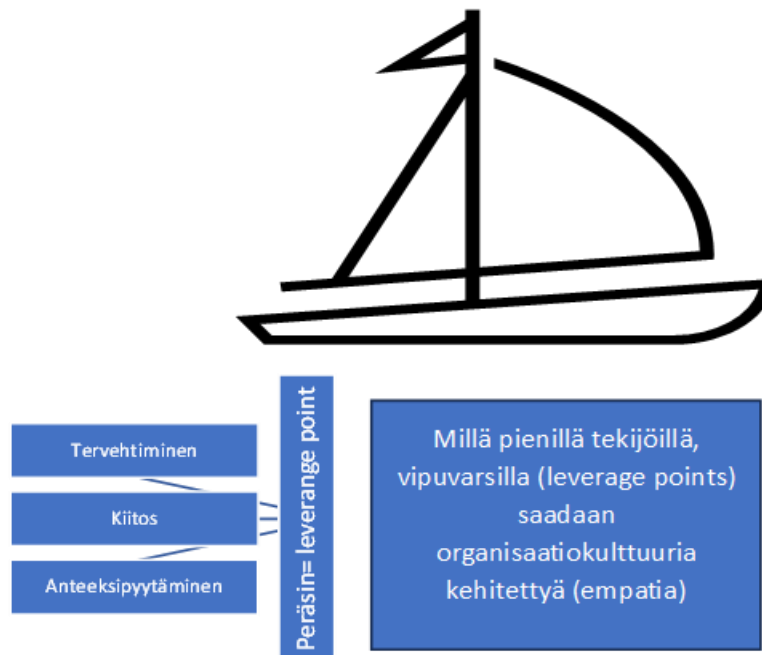 Tervehtiminen
Kiitos
Anteeksipyytäminen
Peräsin= leverange point
Millä pienillä tekijöillä,
vipuvarsilla (leverage points)
saadaan
organisaatiokulttuuria
kehitettyä (empatia)